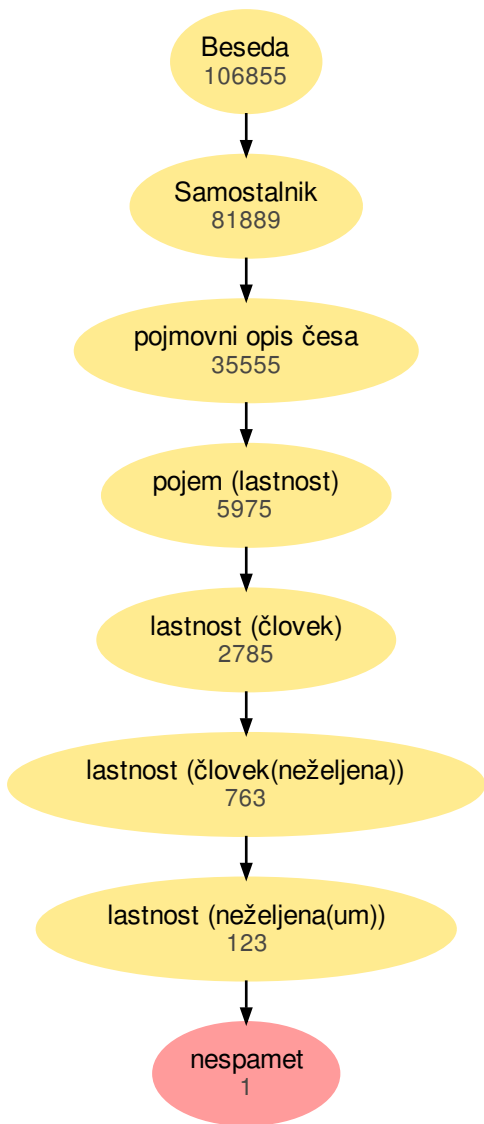 Beseda
106855
Samostalnik
81889
pojmovni opis česa
35555
pojem (lastnost)
5975
lastnost (človek)
2785
lastnost (človek(neželjena))
763
lastnost (neželjena(um))
123
nespamet
1